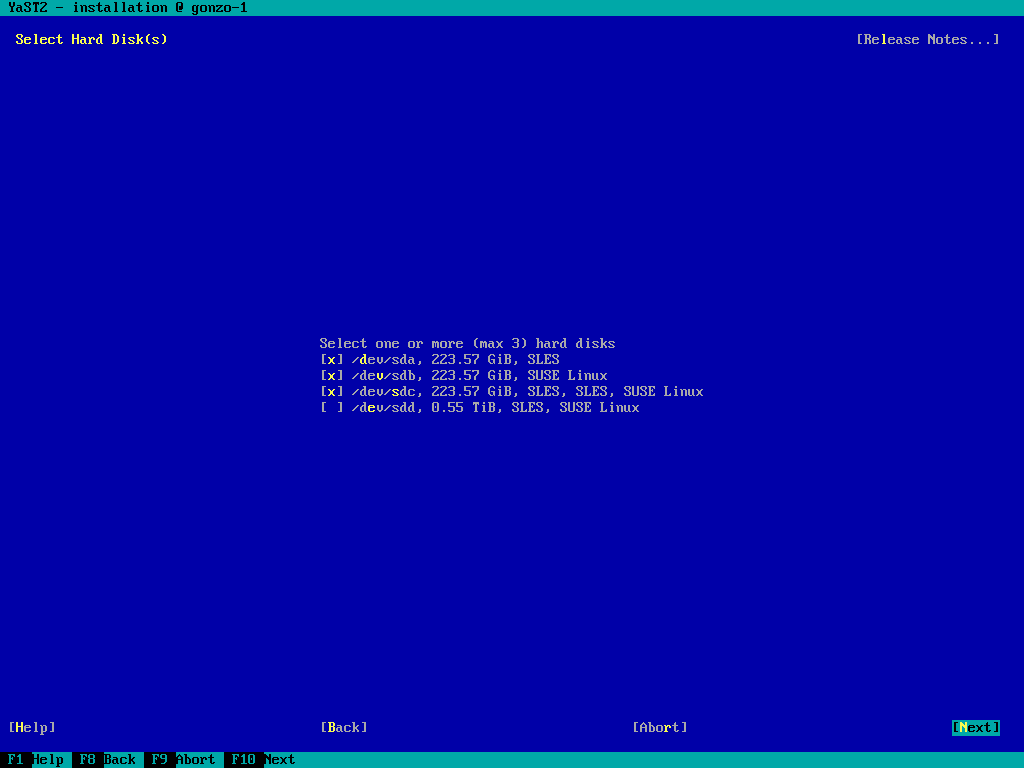 YaST2 - installation @ gonzo-1
Select Hard Disk(s) [Release Notes...]
Select one or more (max 3) hard disks
[x] /dev/sda, 223.57 GiB, SLES
[x] /dev/sdb, 223.57 GiB, SUSE Linux
[x] /dev/sdc, 223.57 GiB, SLES, SLES, SUSE Linux
[ ] /dev/sdd, 0.55 TiB, SLES, SUSE Linux
[Help] [Back] [Abort] [Next]
F1 Help F8 Back F9 Abort F10 Next